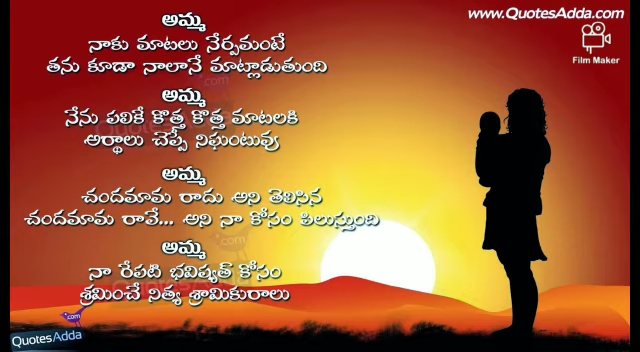 www.QuotesAdda.com
Film Maker
అమ్మ
నాకు మాటలు నేర్పమంటే
తను కూడా నాలానే మాట్లాడుతుంది
అమ్మ
నేను పలికే కొత్త కొత్త మాటలకి
అర్థాలు చెప్పే నిఘంటువు
అమ్మ
చందమామ రాదు అని తెలిసిన
చందమామ రావే... అని నా కోసం పిలుస్తుంది
అమ్మ
నా రేపటి భవిష్యత్ కోసం
శ్రమించే నిత్య శ్రామికురాలు
QuotesAdda
.com